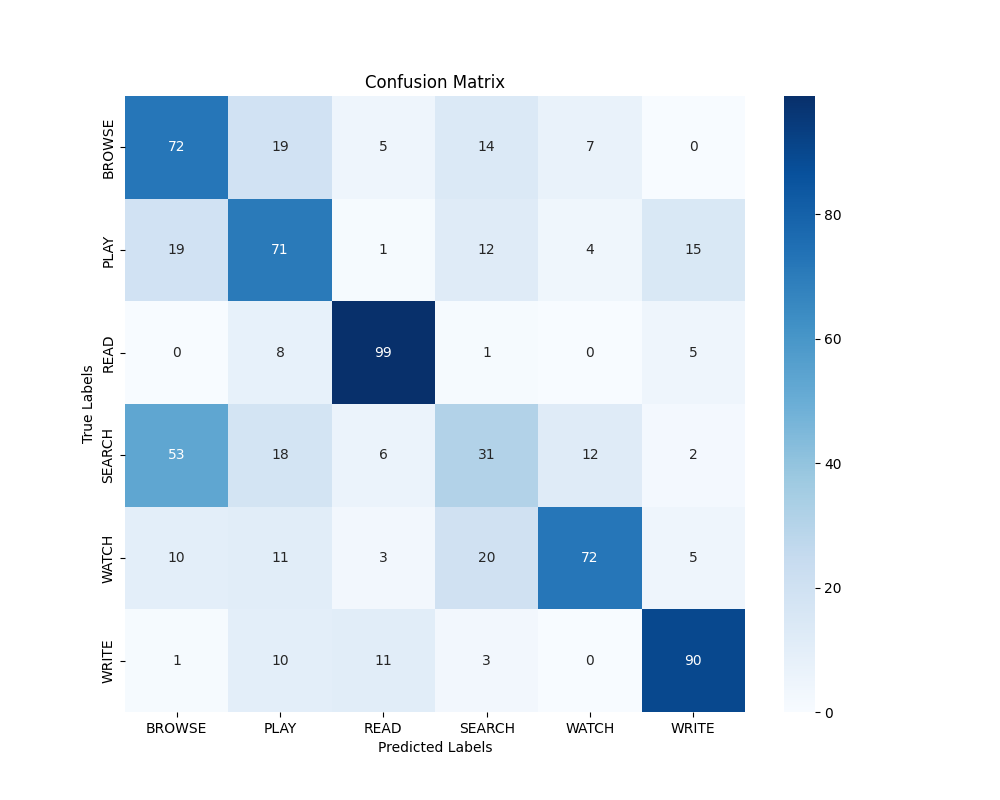 Confusion Matrix
True Labels
BROWSE 72 19 5 14 7 0
PLAY 19 71 1 12 4 15
READ 0 8 99 1 0 5
SEARCH 53 18 6 31 12 2
WATCH 10 11 3 20 72 5
WRITE 1 10 11 3 0 90
BROWSE PLAY READ SEARCH WATCH WRITE
Predicted Labels
80
60
40
20
0